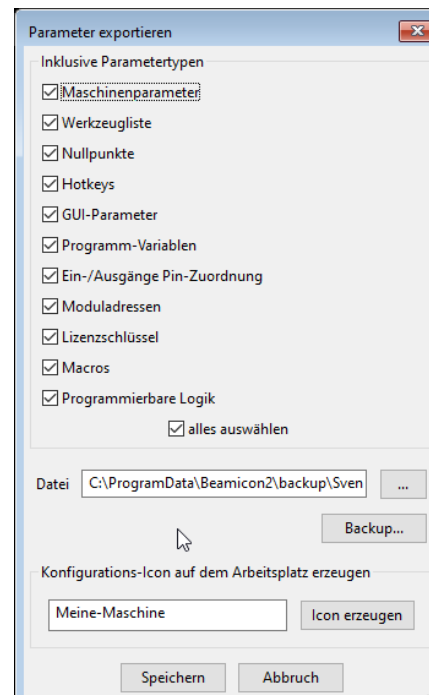 Parameter exportieren
Inklusive Parametertypen
Maschinenparameter
Werkzeugliste
Nullpunkte
Hotkeys
GUI-Parameter
Programm-Variablen
Ein-/Ausgänge Pin-Zuordnung
Moduladressen
Lizenzschlüssel
Macros
Programmierbare Logik
alles auswählen
Datei C:\ProgramData\Beamicon2\backup\Sven ...
Backup...
Konfigurations-Icon auf dem Arbeitsplatz erzeugen
Meine-Maschine Icon erzeugen
Speichern Abbruch